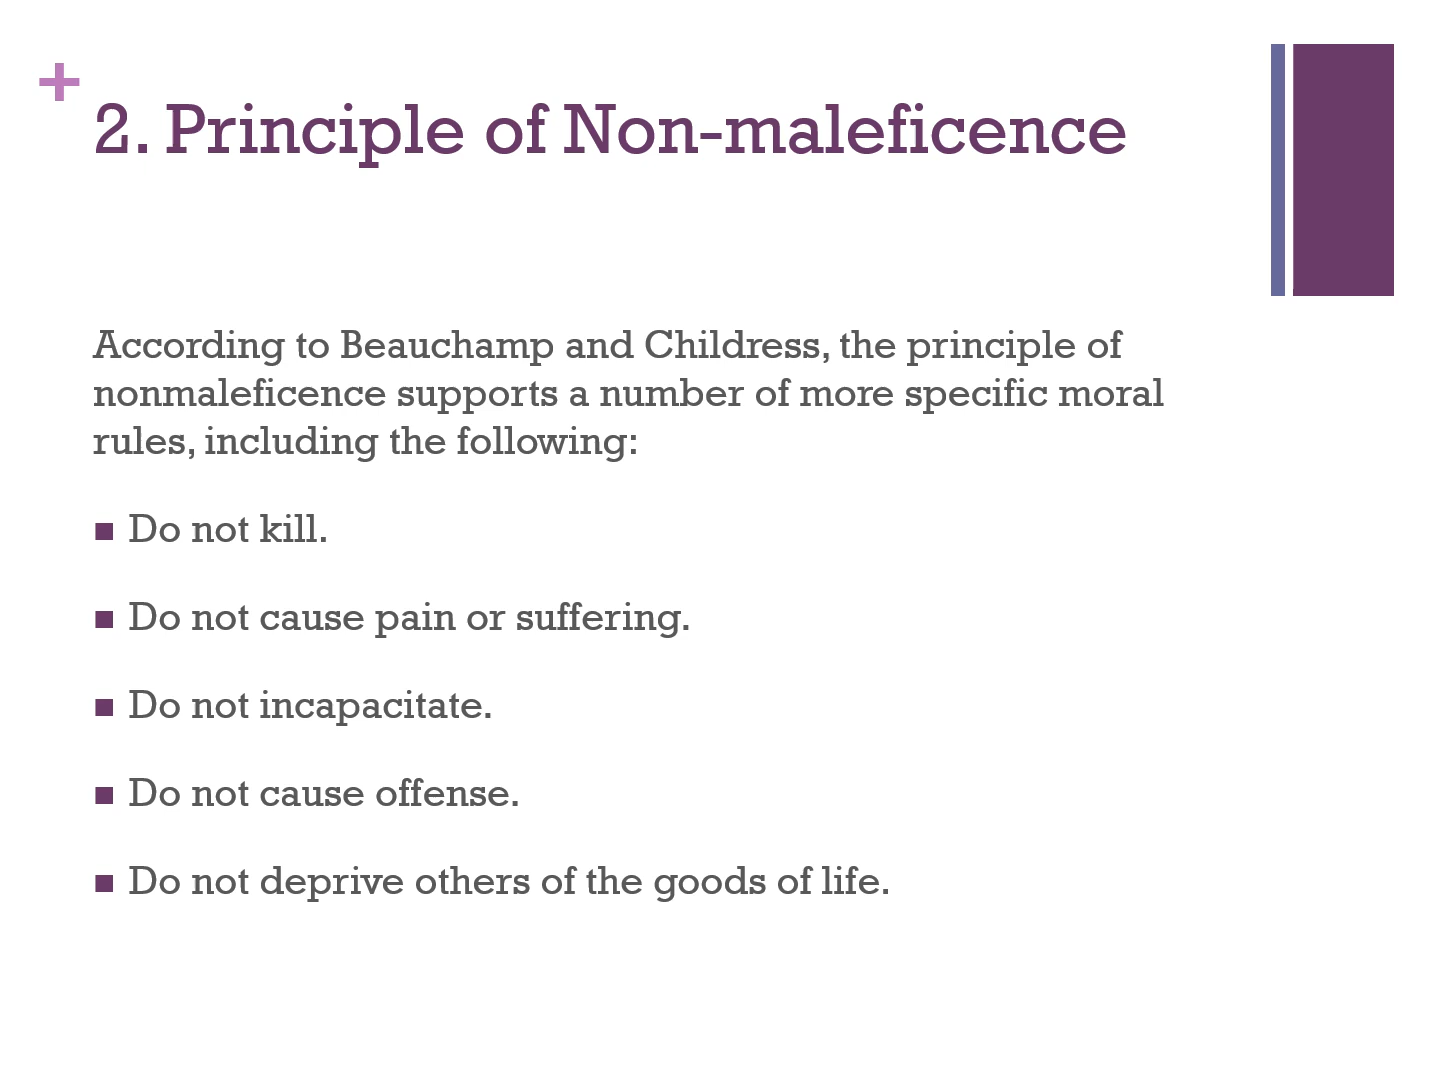 +
2. Principle of Non-maleficence
According to Beauchamp and Childress, the principle of
nonmaleficence supports a number of more specific moral
rules, including the following:
■ Do not kill.
■ Do not cause pain or suffering.
■ Do not incapacitate.
■ Do not cause offense.
■ Do not deprive others of the goods of life.